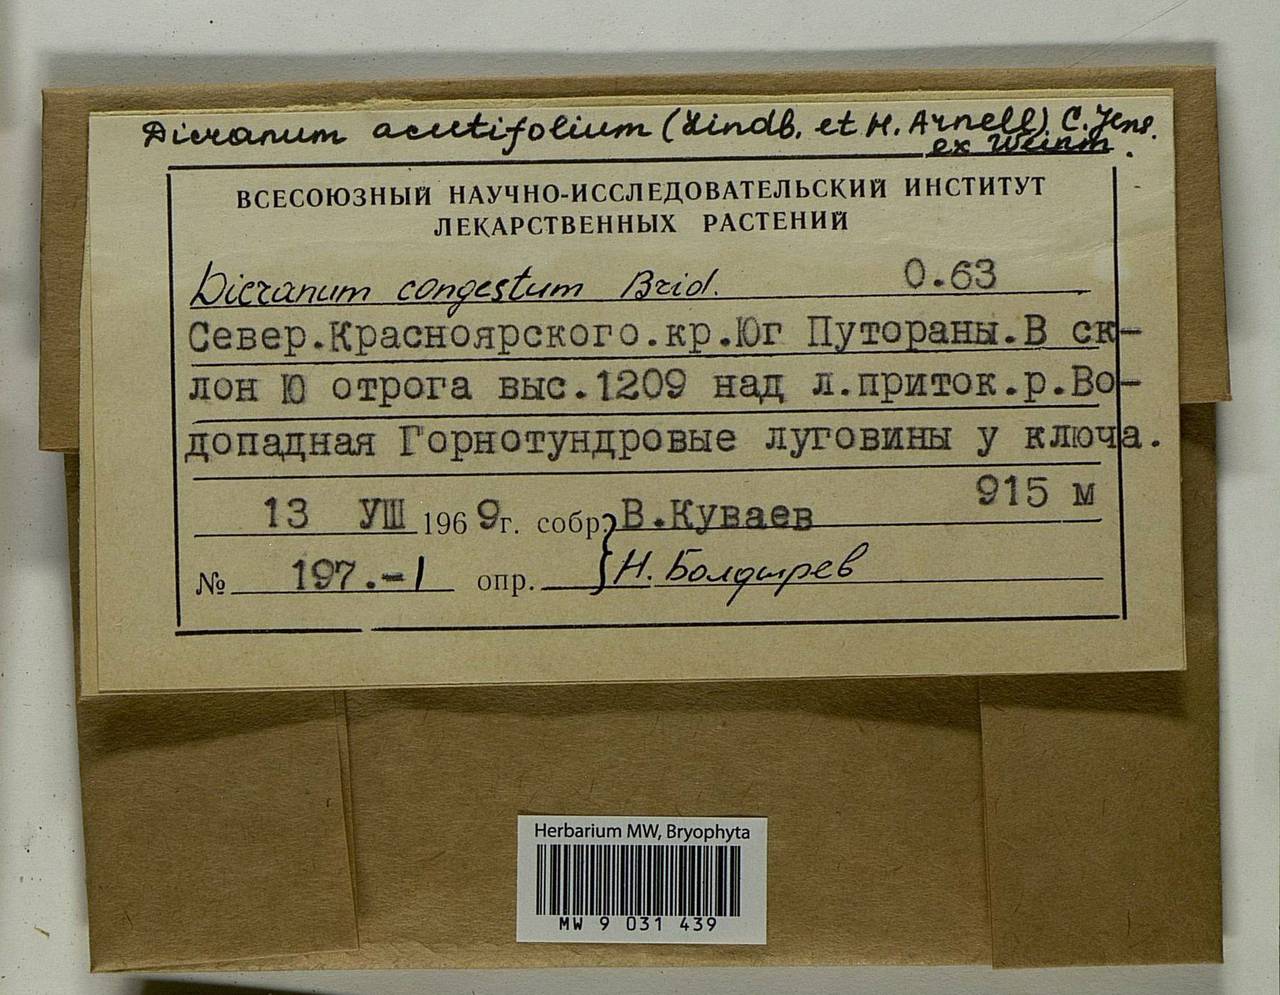 Dicranum acutifolium (Lindb. et H. Arnell) C. Jens.
ex Weinm.
ВСЕСОЮЗНЫЙ НАУЧНО-ИССЛЕДОВАТЕЛЬСКИЙ ИНСТИТУТ
ЛЕКАРСТВЕННЫХ РАСТЕНИЙ
Dicranum congestum Brid. 0.63
Север.Красноярского.кр.Юг Путораны.В ск-
лон Ю отрога выс.1209 над л.приток.р.Во-
допадная Горнотундровые луговины у ключа.
915 м
13 УШ 1969г. собр. В.Куваев
№ 197.-1 опр. Н. Болдырев
Herbarium MW, Bryophyta
MW 9 031 439